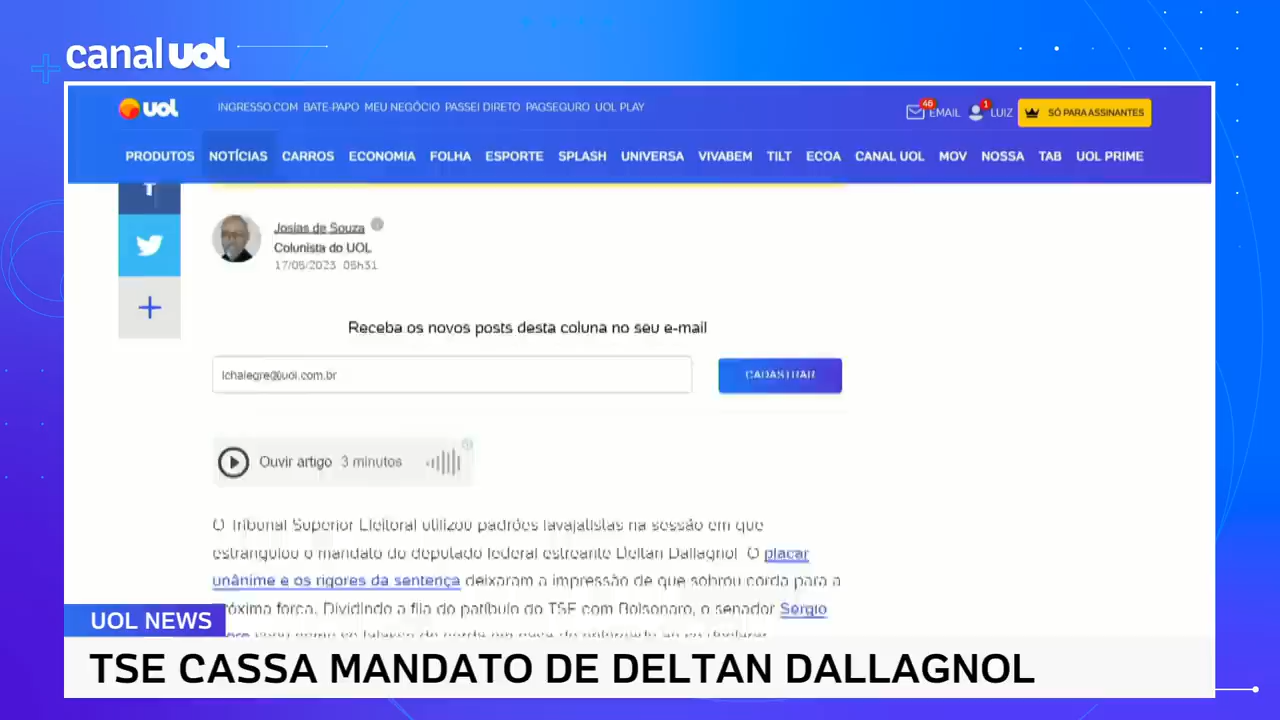 canal uol
uol
INGRESSO.COM BATE-PAPO MEU NEGÓCIO PASSEI DIRETO PAGSEGURO UOL PLAY
46 EMAIL 1 LUIZ SÓ PARA ASSINANTES
PRODUTOS NOTÍCIAS CARROS ECONOMIA FOLHA ESPORTE SPLASH UNIVERSA VIVABEM TILT ECOA CANAL UOL MOV NOSSA TAB UOL PRIME
Josias de Souza
Colunista do UOL
17/05/2023 05h31
Receba os novos posts desta coluna no seu e-mail
lchalegre@uol.com.br
CADASTRAR
Ouvir artigo 3 minutos
O Tribunal Superior Eleitoral utilizou padrões lavajatistas na sessão em que
estrangulou o mandato do deputado federal estreante Deltan Dallagnol. O placar
unânime e os rigores da sentença deixaram a impressão de que sobrou corda para a
próxima forca. Dividindo a fila do patíbulo do TSE com Bolsonaro, o senador Sergio
UOL NEWS
TSE CASSA MANDATO DE DELTAN DALLAGNOL